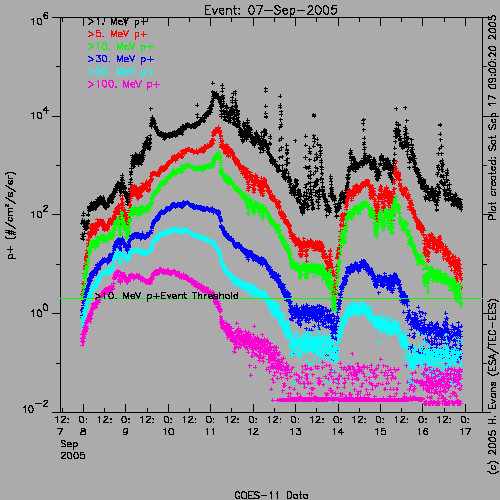 Event: 07-Sep-2005
>1. MeV p+
>5. MeV p+
>10. MeV p+
>30. MeV p+
>50. MeV p+
>100. MeV p+
p+ (#/cm²/s/sr)
10⁶
10⁴
10²
10⁰
10⁻²
>10. MeV p+Event Threshold
12: 0: 12: 0: 12: 0: 12: 0: 12: 0: 12: 0: 12: 0: 12: 0: 12: 0: 12: 0:
7 8 9 10 11 12 13 14 15 16 17
Sep
2005
GOES-11 Data
Plot created: Sat Sep 17 09:00:20 2005
(c) 2005 H. Evans (ESA/TEC-EES)